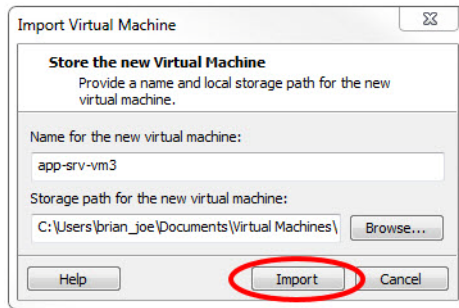 Import Virtual Machine
Store the new Virtual Machine
Provide a name and local storage path for the new
virtual machine.
Name for the new virtual machine:
app-srv-vm3
Storage path for the new virtual machine:
C:\Users\brian_joe\Documents\Virtual Machines\
Browse...
Help
Import
Cancel